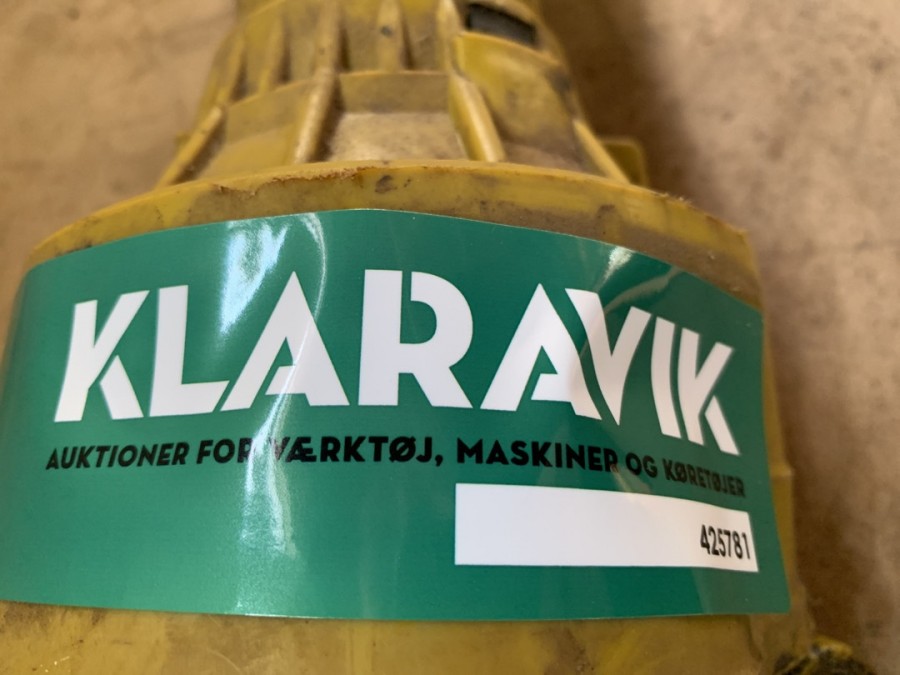 KLARAVIK
AUKTIONER FOR VÆRKTØJ, MASKINER OG KØRETØJER
425781